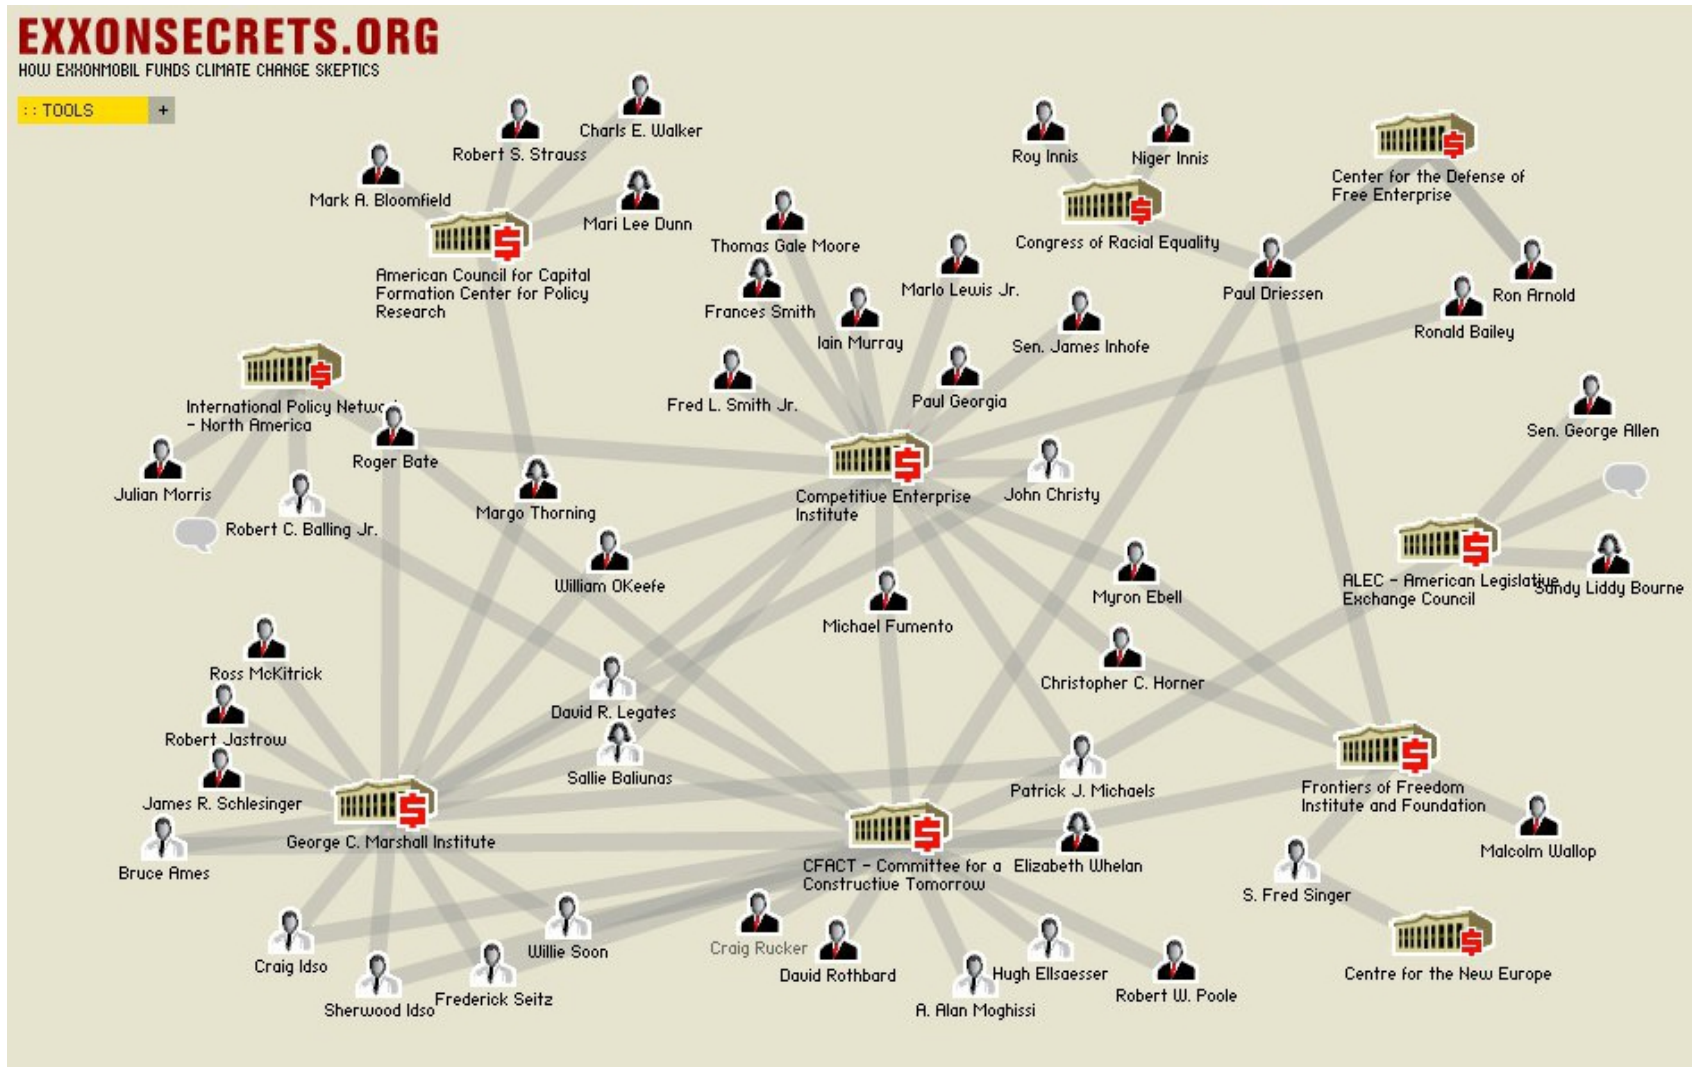 EXXONSECRETS.ORG
HOW EXXONMOBIL FUNDS CLIMATE CHANGE SKEPTICS
:: TOOLS +
Charls E. Walker
Robert S. Strauss
Mark A. Bloomfield
Mari Lee Dunn
Roy Innis
Niger Innis
Center for the Defense of
Free Enterprise
Thomas Gale Moore
Congress of Racial Equality
American Council for Capital
Formation Center for Policy
Research
Marlo Lewis Jr.
Paul Driessen
Ron Arnold
Frances Smith
Iain Murray
Sen. James Inhofe
Ronald Bailey
Fred L. Smith Jr.
Paul Georgia
International Policy Networ
- North America
Sen. George Allen
Roger Bate
Julian Morris
Margo Thorning
Competitive Enterprise
Institute
John Christy
Robert C. Balling Jr.
William OKeefe
Myron Ebell
ALEC - American Legislative
Exchange Council
Sandy Liddy Bourne
Michael Fumento
Ross McKitrick
Christopher C. Horner
David R. Legates
Robert Jastrow
Sallie Baliunas
Patrick J. Michaels
Frontiers of Freedom
Institute and Foundation
James R. Schlesinger
George C. Marshall Institute
Malcolm Wallop
Bruce Ames
CFACT - Committee for a
Constructive Tomorrow
Elizabeth Whelan
S. Fred Singer
Craig Rucker
Willie Soon
Craig Idso
David Rothbard
Hugh Ellsaesser
Centre for the New Europe
Robert W. Poole
Frederick Seitz
Sherwood Idso
A. Alan Moghissi